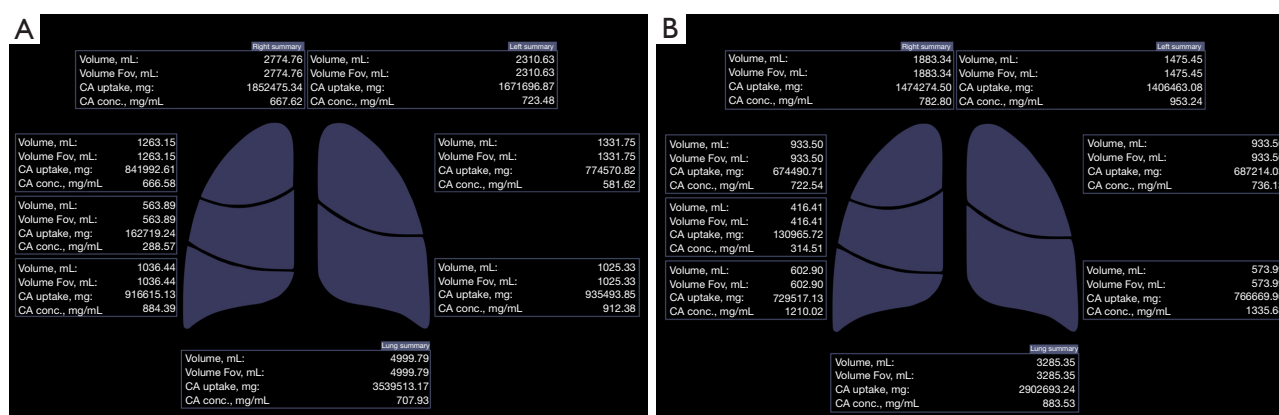 A
Right summary
Volume, mL: 2774.76
Volume Fov, mL: 2774.76
CA uptake, mg: 1852475.34
CA conc., mg/mL 667.62
Left summary
Volume, mL: 2310.63
Volume Fov, mL: 2310.63
CA uptake, mg: 1671696.87
CA conc., mg/mL 723.48
Volume, mL: 1263.15
Volume Fov, mL: 1263.15
CA uptake, mg: 841992.61
CA conc., mg/mL 666.58
Volume, mL: 1331.75
Volume Fov, mL: 1331.75
CA uptake, mg: 774570.82
CA conc., mg/mL 581.62
Volume, mL: 563.89
Volume Fov, mL: 563.89
CA uptake, mg: 162719.24
CA conc., mg/mL 288.57
Volume, mL: 1036.44
Volume Fov, mL: 1036.44
CA uptake, mg: 916615.13
CA conc., mg/mL 884.39
Volume, mL: 1025.33
Volume Fov, mL: 1025.33
CA uptake, mg: 935493.85
CA conc., mg/mL 912.38
Lung summary
Volume, mL: 4999.79
Volume Fov, mL: 4999.79
CA uptake, mg: 3539513.17
CA conc., mg/mL 707.93
B
Right summary
Volume, mL: 1883.34
Volume Fov, mL: 1883.34
CA uptake, mg: 1474274.50
CA conc., mg/mL 782.80
Left summary
Volume, mL: 1475.45
Volume Fov, mL: 1475.45
CA uptake, mg: 1406463.08
CA conc., mg/mL 953.24
Volume, mL: 933.50
Volume Fov, mL: 933.50
CA uptake, mg: 674490.71
CA conc., mg/mL 722.54
Volume, mL: 933.5
Volume Fov, mL: 933.5
CA uptake, mg: 687214.0
CA conc., mg/mL 736.1
Volume, mL: 416.41
Volume Fov, mL: 416.41
CA uptake, mg: 130965.72
CA conc., mg/mL 314.51
Volume, mL: 602.90
Volume Fov, mL: 602.90
CA uptake, mg: 729517.13
CA conc., mg/mL 1210.02
Volume, mL: 573.9
Volume Fov, mL: 573.9
CA uptake, mg: 766669.9
CA conc., mg/mL 1335.6
Lung summary
Volume, mL: 3285.35
Volume Fov, mL: 3285.35
CA uptake, mg: 2902693.24
CA conc., mg/mL 883.53